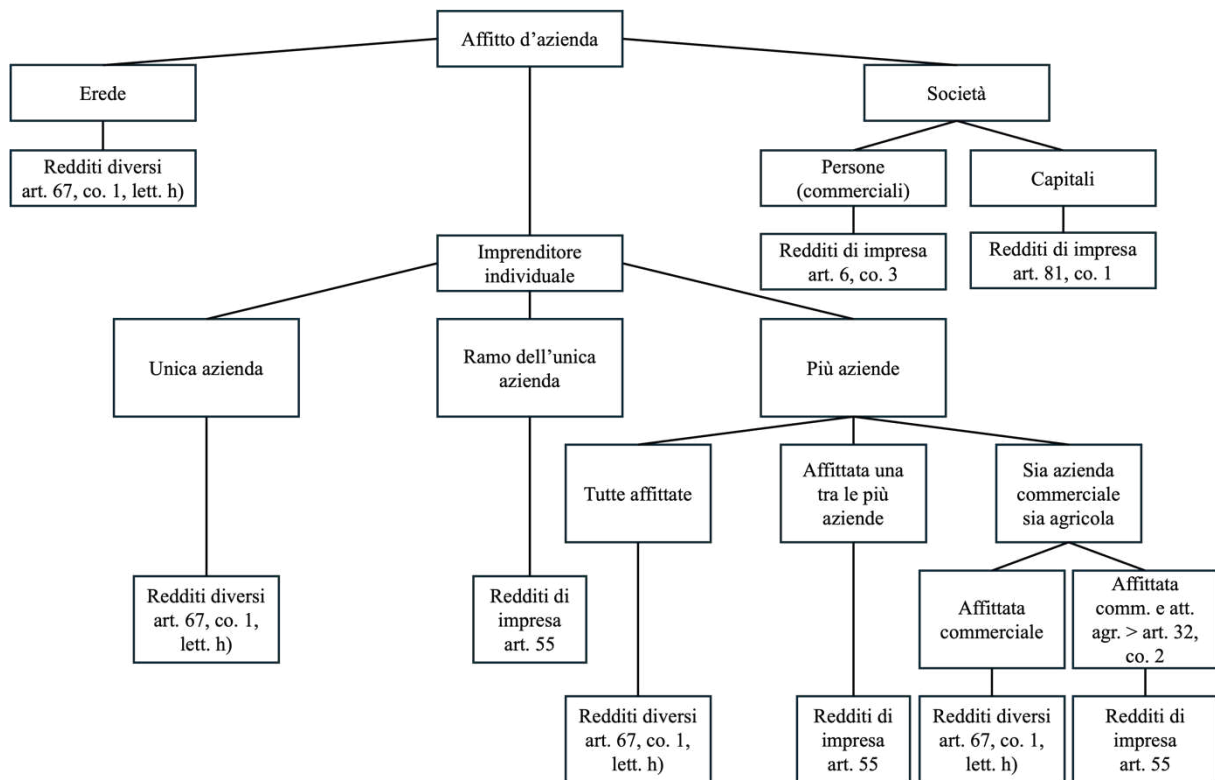 Affitto d’azienda
Erede
Società
Redditi diversi
art. 67, co. 1, lett. h)
Persone
(commerciali)
Capitali
Redditi di impresa
art. 6, co. 3
Redditi di impresa
art. 81, co. 1
Imprenditore
individuale
Unica azienda
Ramo dell’unica
azienda
Più aziende
Tutte affittate
Affittata una
tra le più
aziende
Sia azienda
commerciale
sia agricola
Redditi diversi
art. 67, co. 1,
lett. h)
Redditi di
impresa
art. 55
Affittata
commerciale
Affittata
comm. e att.
agr. > art. 32,
co. 2
Redditi diversi
art. 67, co. 1,
lett. h)
Redditi di
impresa
art. 55
Redditi diversi
art. 67, co. 1,
lett. h)
Redditi di
impresa
art. 55